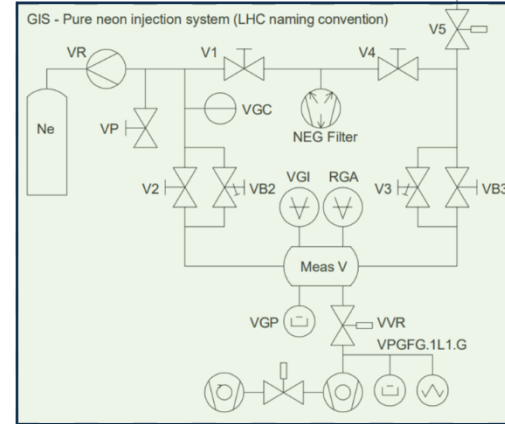 GIS - Pure neon injection system (LHC naming convention)
V5
VR
V1
V4
Ne
VP
VGC
NEG Filter
V2
VB2
VGI
RGA
V3
VB3
Meas V
VGP
VVR
VPGFG.1L1.G